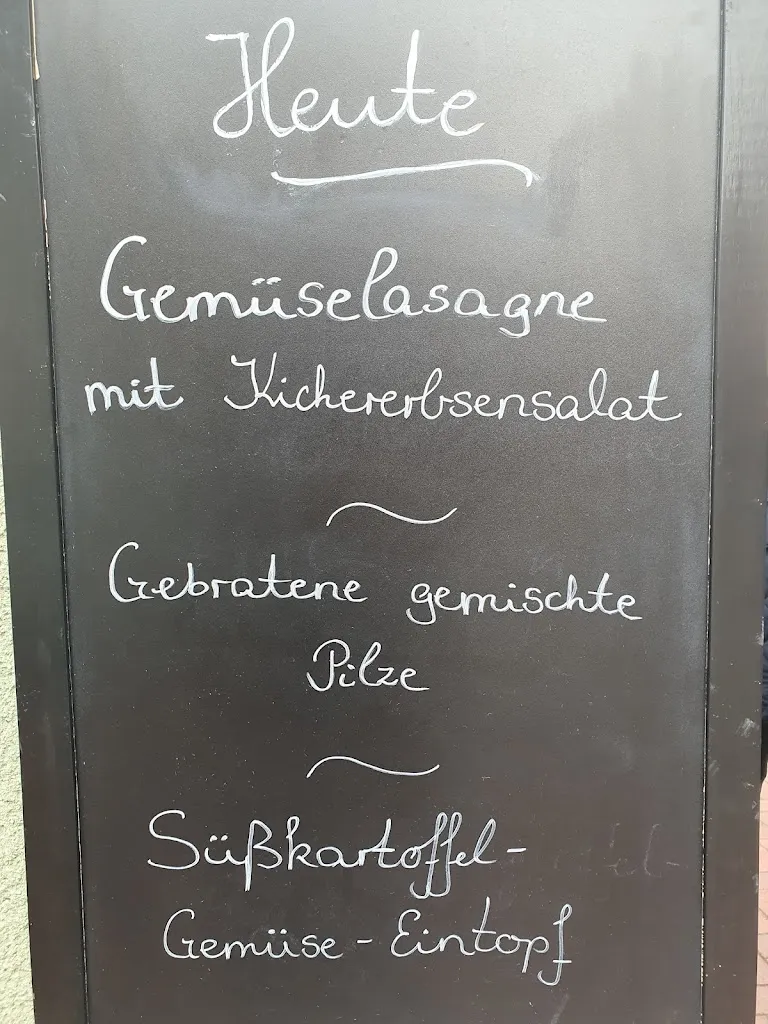 Heute
Gemüselasagne
mit Kichererbsensalat
Gebratene gemischte
Pilze
Süßkartoffel-
Gemüse - Eintopf